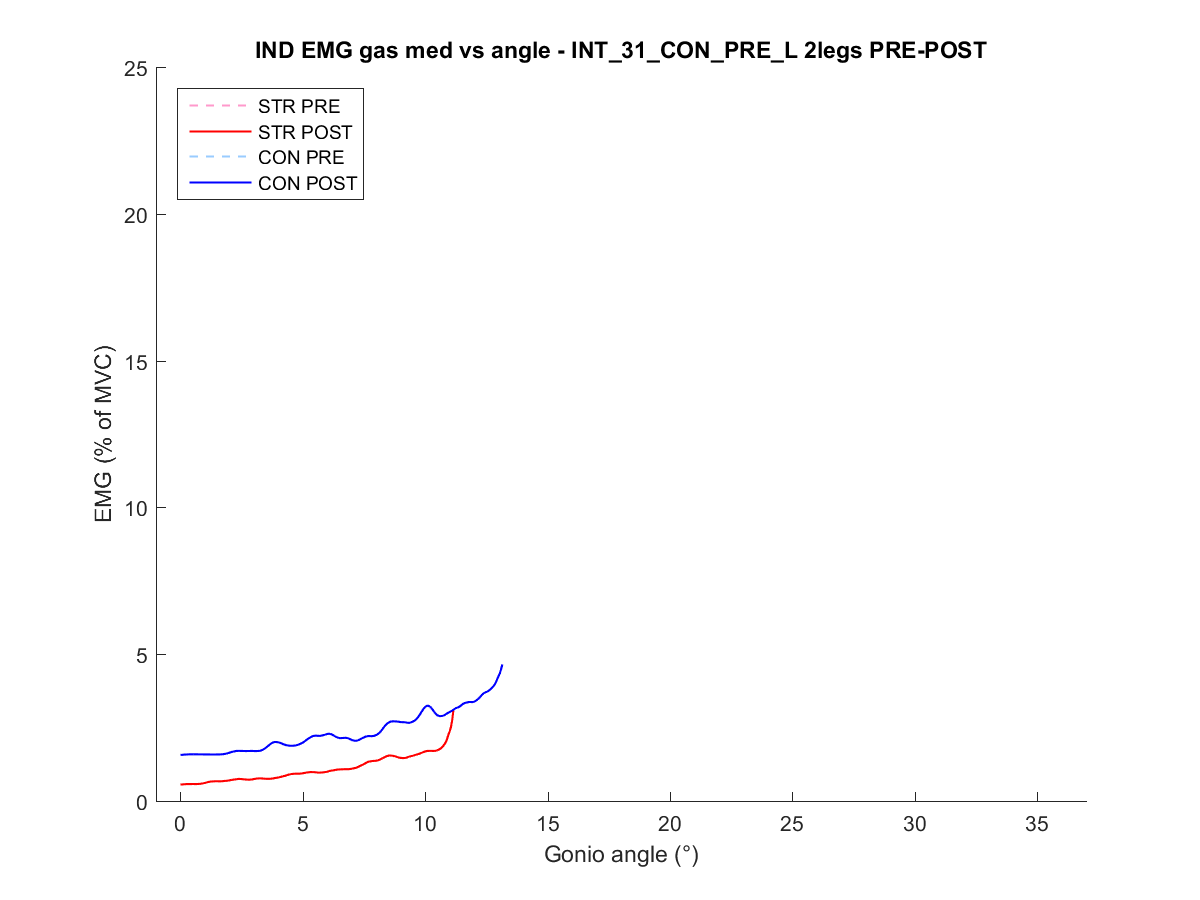 IND EMG gas med vs angle - INT_31_CON_PRE_L 2legs PRE-POST
25
STR PRE
STR POST
CON PRE
CON POST
20
15
EMG (% of MVC)
10
5
0
0 5 10 15 20 25 30 35
Gonio angle (°)